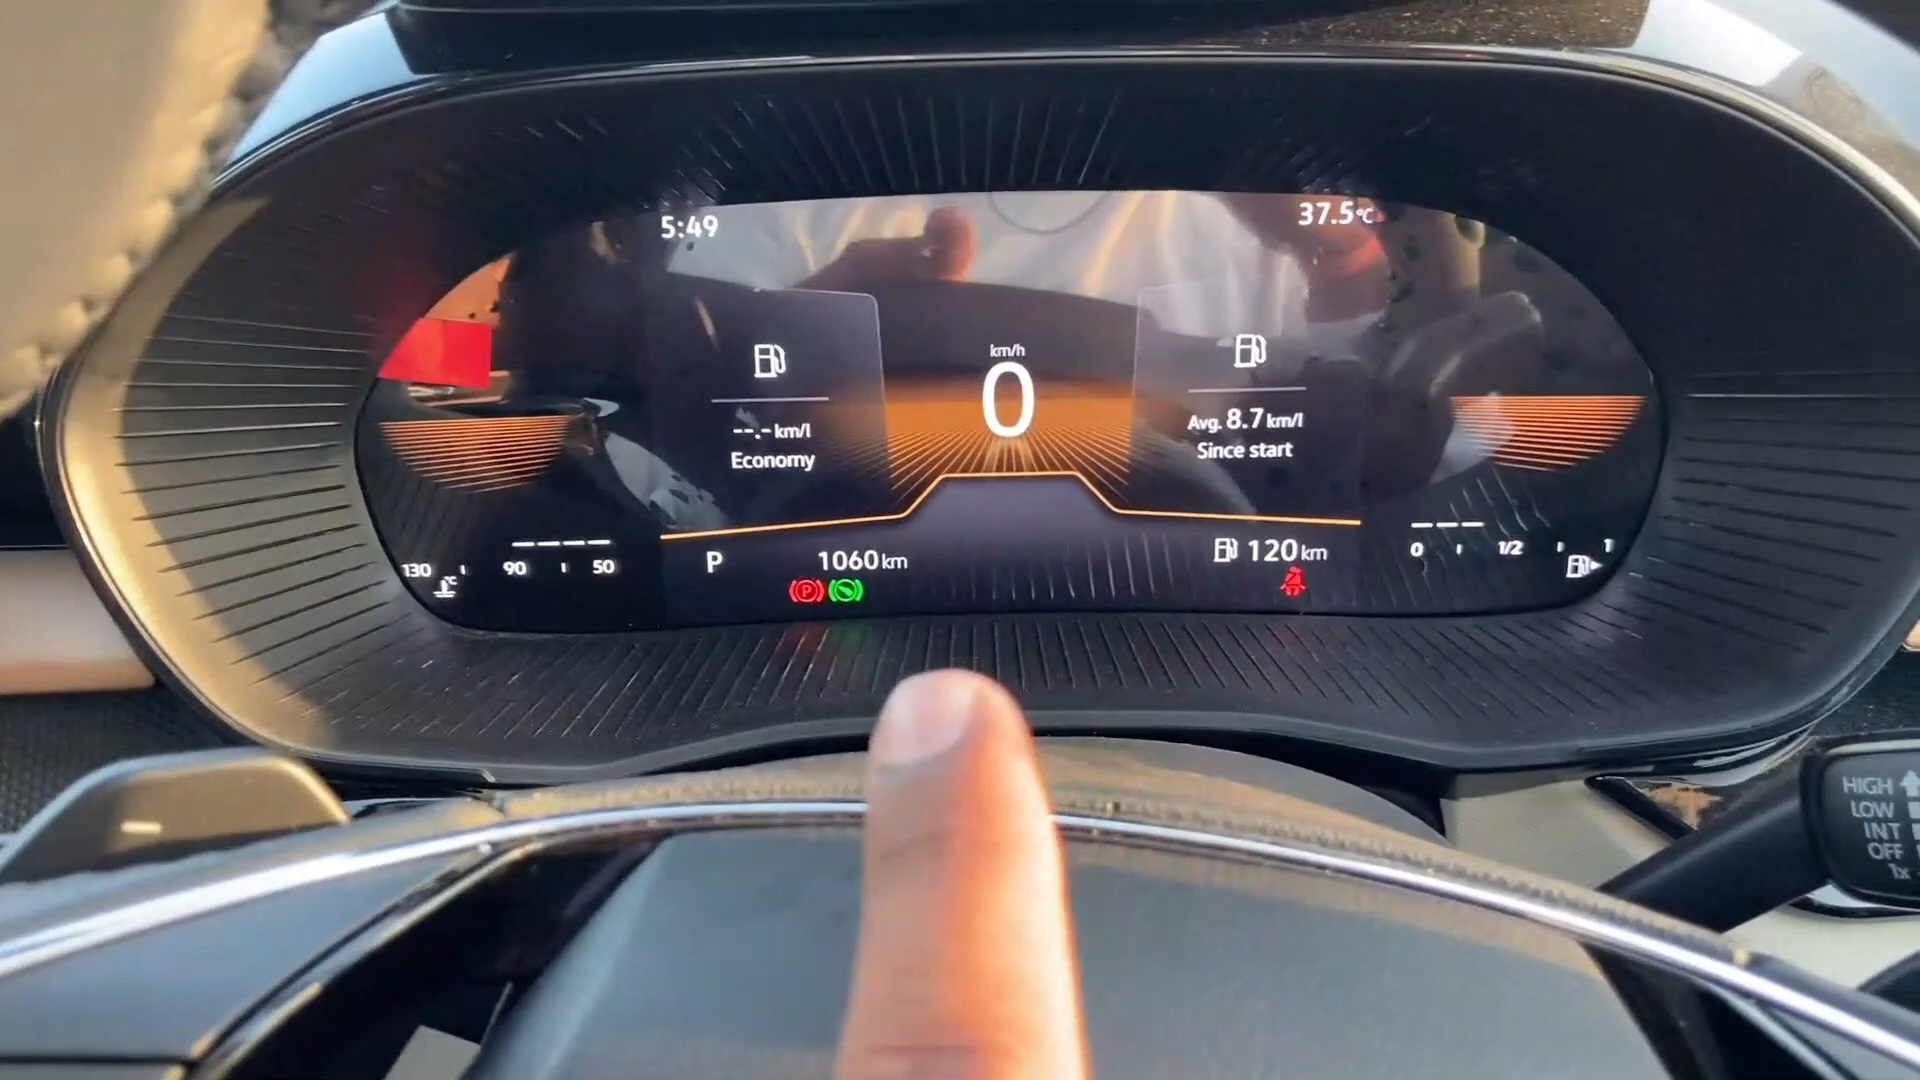 5:49
37.5°C
km/h
0
--.- km/l
Economy
Avg. 8.7 km/l
Since start
130 °C 90 50
P
1060 km
120 km
0 1/2 1
(P)
HIGH
LOW
INT
OFF
1x